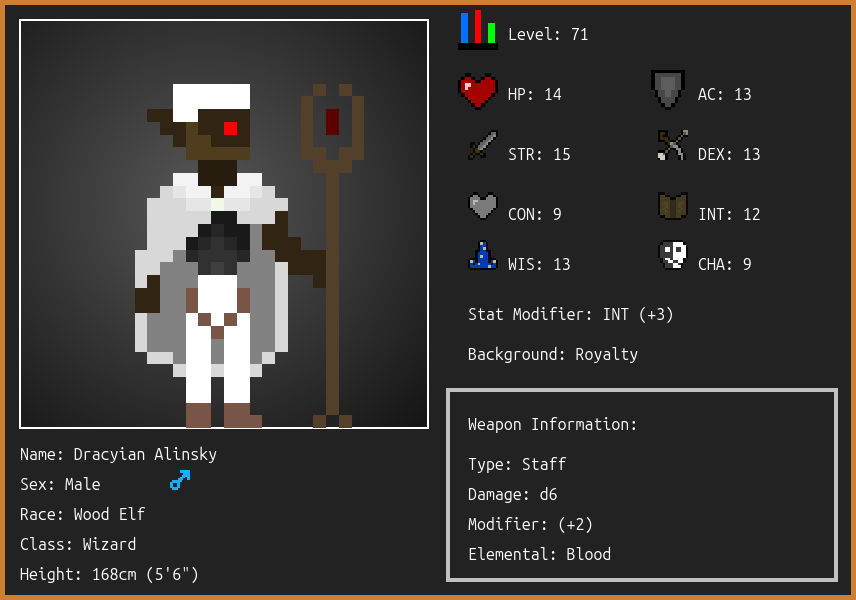 Level: 71
HP: 14
AC: 13
STR: 15
DEX: 13
CON: 9
INT: 12
WIS: 13
CHA: 9
Stat Modifier: INT (+3)
Background: Royalty
Weapon Information:
Type: Staff
Damage: d6
Modifier: (+2)
Elemental: Blood
Name: Dracyian Alinsky
Sex: Male
Race: Wood Elf
Class: Wizard
Height: 168cm (5'6")